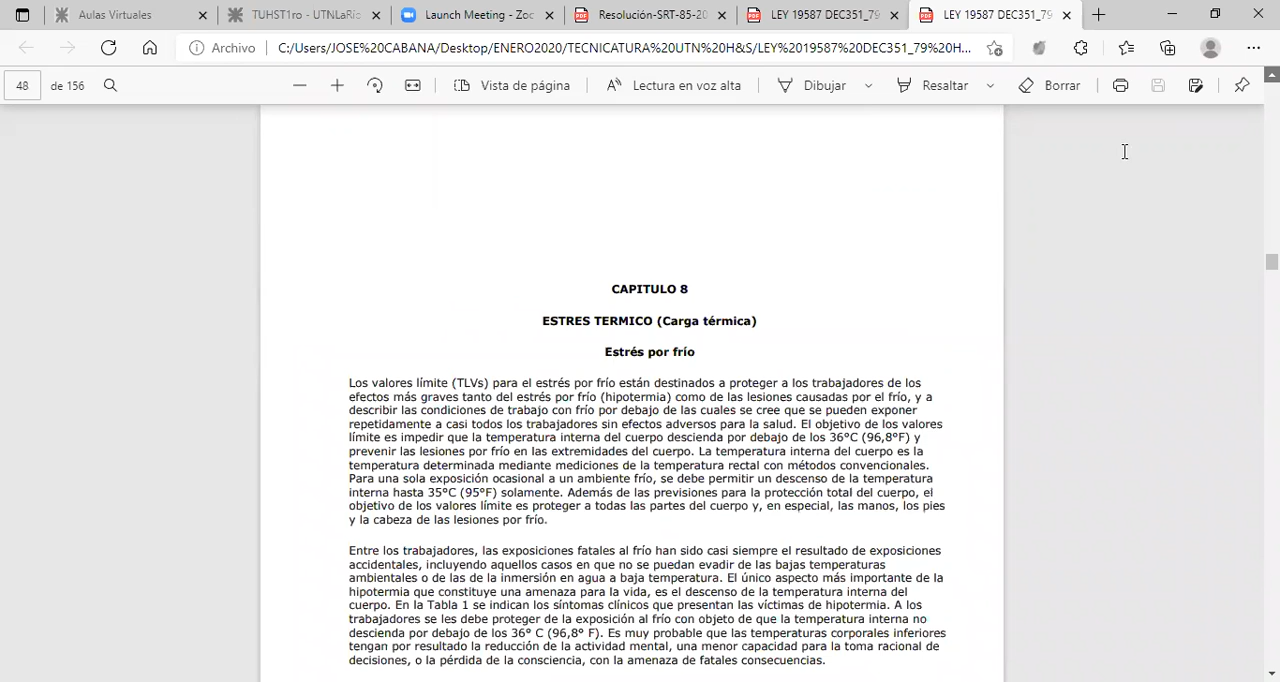 Aulas Virtuales
TUHST1ro - UTNLaRio
Launch Meeting - Zoo
Resolución-SRT-85-20
LEY 19587 DEC351_79
LEY 19587 DEC351_79
Archivo
C:/Users/JOSE%20CABANA/Desktop/ENERO2020/TECNICATURA%20UTN%20H&S/LEY%2019587%20DEC351_79%20H...
48
de 156
Vista de página
Lectura en voz alta
Dibujar
Resaltar
Borrar
CAPITULO 8
ESTRES TERMICO (Carga térmica)
Estrés por frío
Los valores límite (TLVs) para el estrés por frío están destinados a proteger a los trabajadores de los
efectos más graves tanto del estrés por frío (hipotermia) como de las lesiones causadas por el frío, y a
describir las condiciones de trabajo con frío por debajo de las cuales se cree que se pueden exponer
repetidamente a casi todos los trabajadores sin efectos adversos para la salud. El objetivo de los valores
límite es impedir que la temperatura interna del cuerpo descienda por debajo de los 36°C (96,8°F) y
prevenir las lesiones por frío en las extremidades del cuerpo. La temperatura interna del cuerpo es la
temperatura determinada mediante mediciones de la temperatura rectal con métodos convencionales.
Para una sola exposición ocasional a un ambiente frío, se debe permitir un descenso de la temperatura
interna hasta 35°C (95°F) solamente. Además de las previsiones para la protección total del cuerpo, el
objetivo de los valores límite es proteger a todas las partes del cuerpo y, en especial, las manos, los pies
y la cabeza de las lesiones por frío.
Entre los trabajadores, las exposiciones fatales al frío han sido casi siempre el resultado de exposiciones
accidentales, incluyendo aquellos casos en que no se puedan evadir de las bajas temperaturas
ambientales o de las de la inmersión en agua a baja temperatura. El único aspecto más importante de la
hipotermia que constituye una amenaza para la vida, es el descenso de la temperatura interna del
cuerpo. En la Tabla 1 se indican los síntomas clínicos que presentan las víctimas de hipotermia. A los
trabajadores se les debe proteger de la exposición al frío con objeto de que la temperatura interna no
descienda por debajo de los 36° C (96,8° F). Es muy probable que las temperaturas corporales inferiores
tengan por resultado la reducción de la actividad mental, una menor capacidad para la toma racional de
decisiones, o la pérdida de la consciencia, con la amenaza de fatales consecuencias.